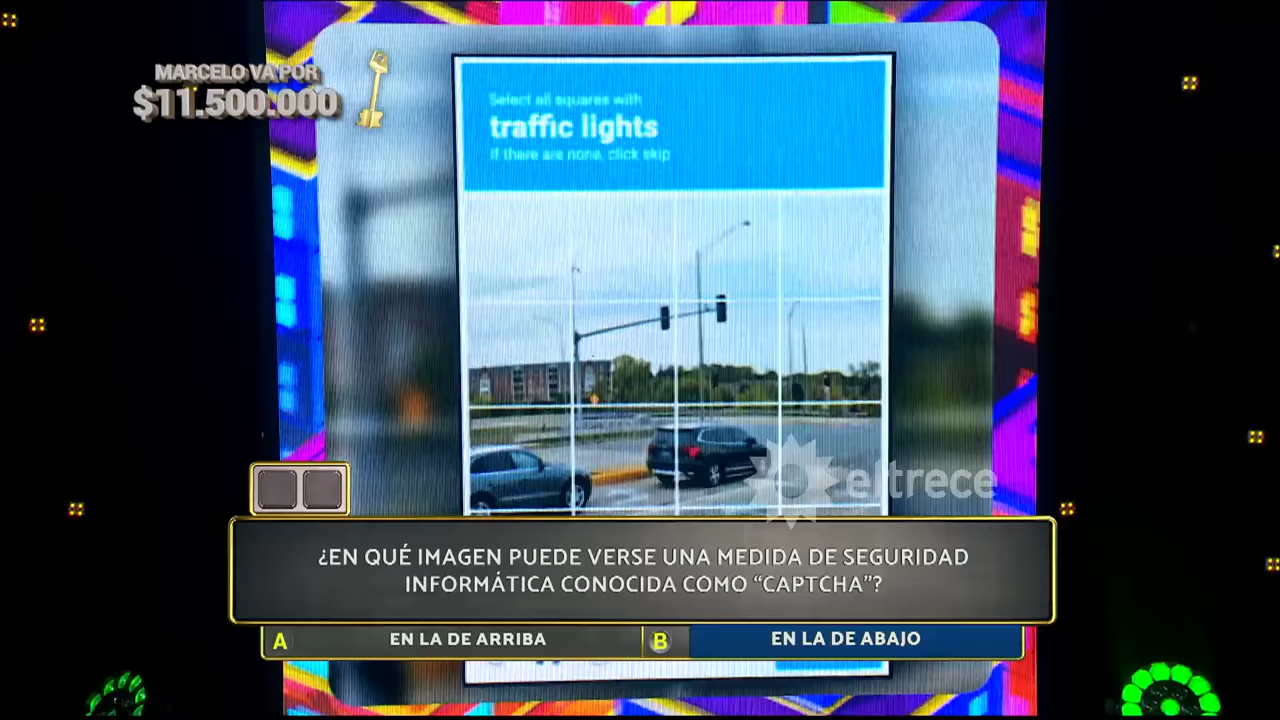 MARCELO VA POR
$11.500.000
Select all squares with
traffic lights
If there are none, click skip
eltrece
¿EN QUÉ IMAGEN PUEDE VERSE UNA MEDIDA DE SEGURIDAD
INFORMÁTICA CONOCIDA COMO “CAPTCHA”?
A EN LA DE ARRIBA
B EN LA DE ABAJO